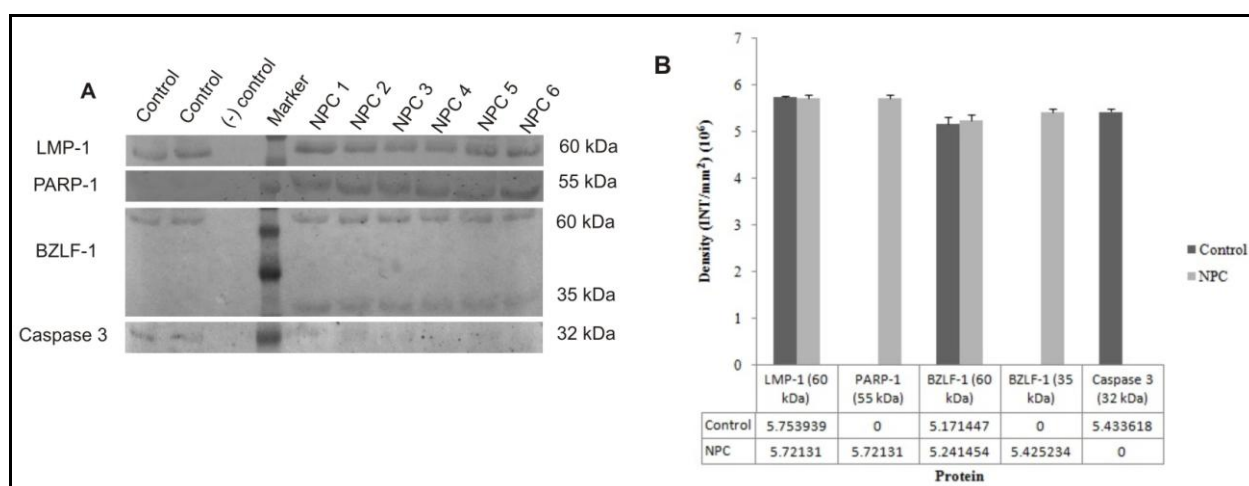 A
Control
Control
(-) control
Marker
NPC 1
NPC 2
NPC 3
NPC 4
NPC 5
NPC 6
LMP-1
60 kDa
PARP-1
55 kDa
60 kDa
BZLF-1
35 kDa
Caspase 3
32 kDa
B
Density (INT/mm²) (10⁶)
7
6
5
4
3
2
1
0
Control
NPC
LMP-1 (60 kDa) PARP-1 (55 kDa) BZLF-1 (60 kDa) BZLF-1 (35 kDa) Caspase 3 (32 kDa)
Control 5.753939 0 5.171447 0 5.433618
NPC 5.72131 5.72131 5.241454 5.425234 0
Protein